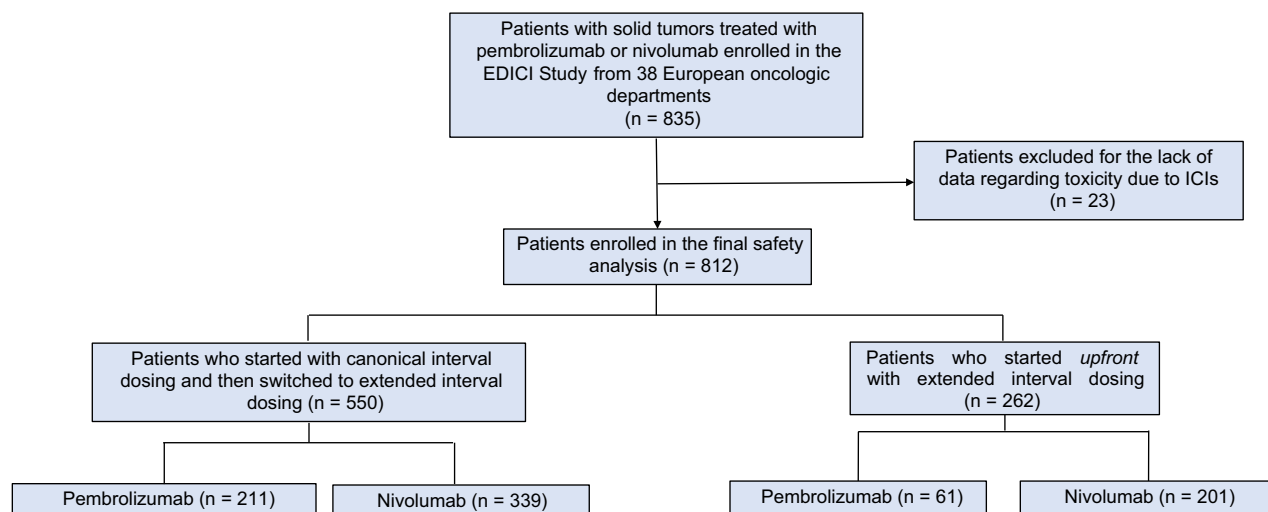 Patients with solid tumors treated with
pembrolizumab or nivolumab enrolled in the
EDICI Study from 38 European oncologic
departments
(n = 835)
Patients excluded for the lack of
data regarding toxicity due to ICIs
(n = 23)
Patients enrolled in the final safety
analysis (n = 812)
Patients who started with canonical interval
dosing and then switched to extended interval
dosing (n = 550)
Patients who started upfront
with extended interval dosing
(n = 262)
Pembrolizumab (n = 211)
Nivolumab (n = 339)
Pembrolizumab (n = 61)
Nivolumab (n = 201)